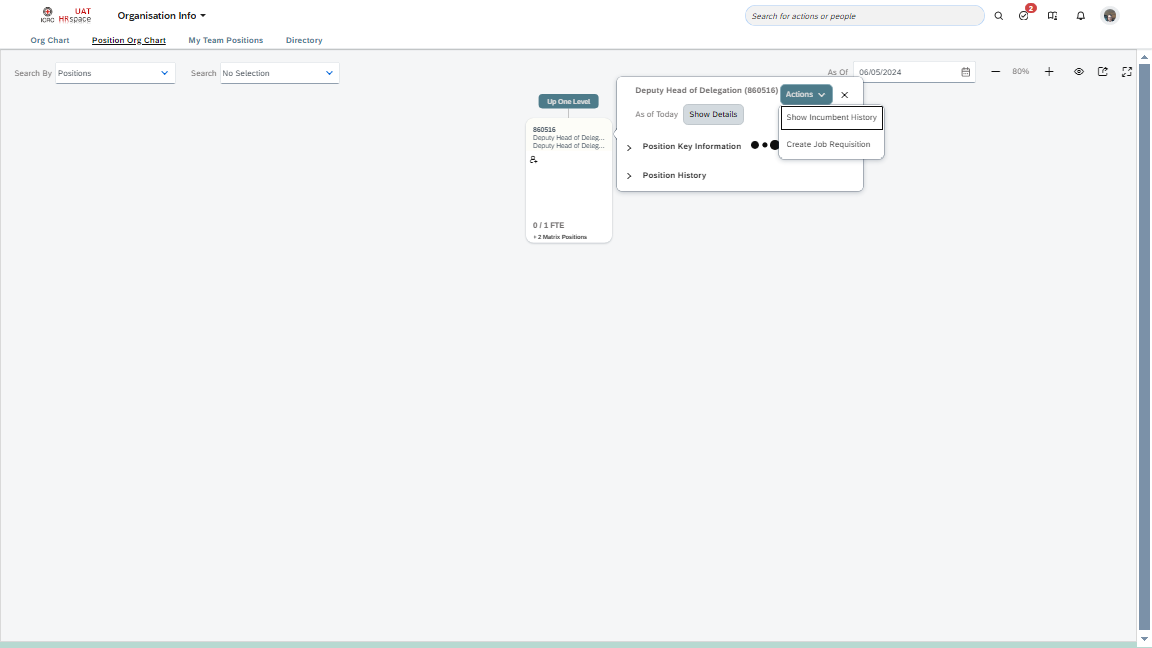 UAT
ICRC HRspace
Organisation Info
Search for actions or people
2
Org Chart
Position Org Chart
My Team Positions
Directory
Search By
Positions
Search
No Selection
As Of
06/05/2024
80%
Up One Level
860516
Deputy Head of Deleg...
Deputy Head of Deleg...
0 / 1 FTE
2 Matrix Positions
Deputy Head of Delegation (860516)
Actions
As of Today
Show Details
Position Key Information
Position History
Show Incumbent History
Create Job Requisition